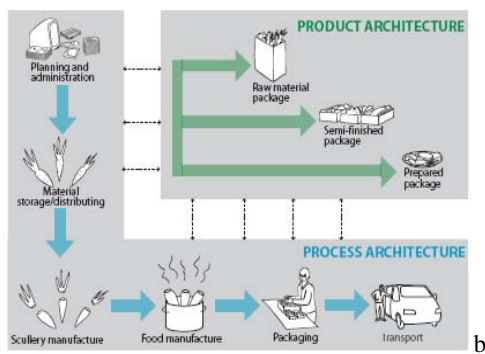 PRODUCT ARCHITECTURE
Planning and
administration
Raw material
package
Semi-finished
package
Prepared
package
Material
storage/distributing
PROCESS ARCHITECTURE
Scullery manufacture
Food manufacture
Packaging
Transport
b